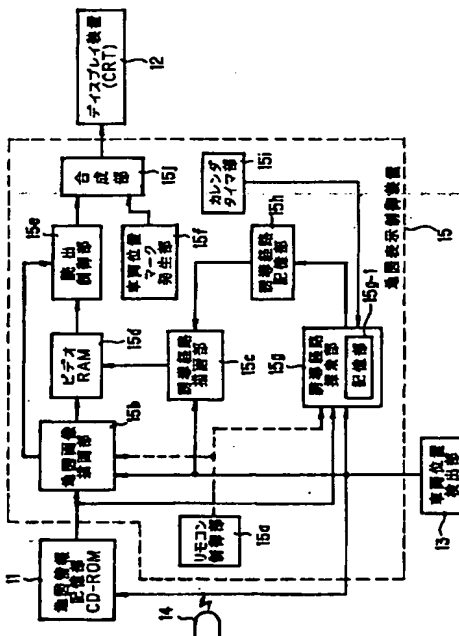 11
地図情報
記憶部
CD-ROM
14
地図画像
描画部
15b
ビデオ
RAM
15d
読出
制御部
15e
合成部
15j
デイスプレイ装置
(CRT)
12
車両位置
マーク
発生部
15f
誘導経路
描画部
15c
誘導経路
記憶部
15h
カレンダ
タイマ部
15i
リモコン
制御部
15a
15g
誘導経路
探索部
記憶部
15g-1
車両位置
検出部
13
地図表示制御装置
15